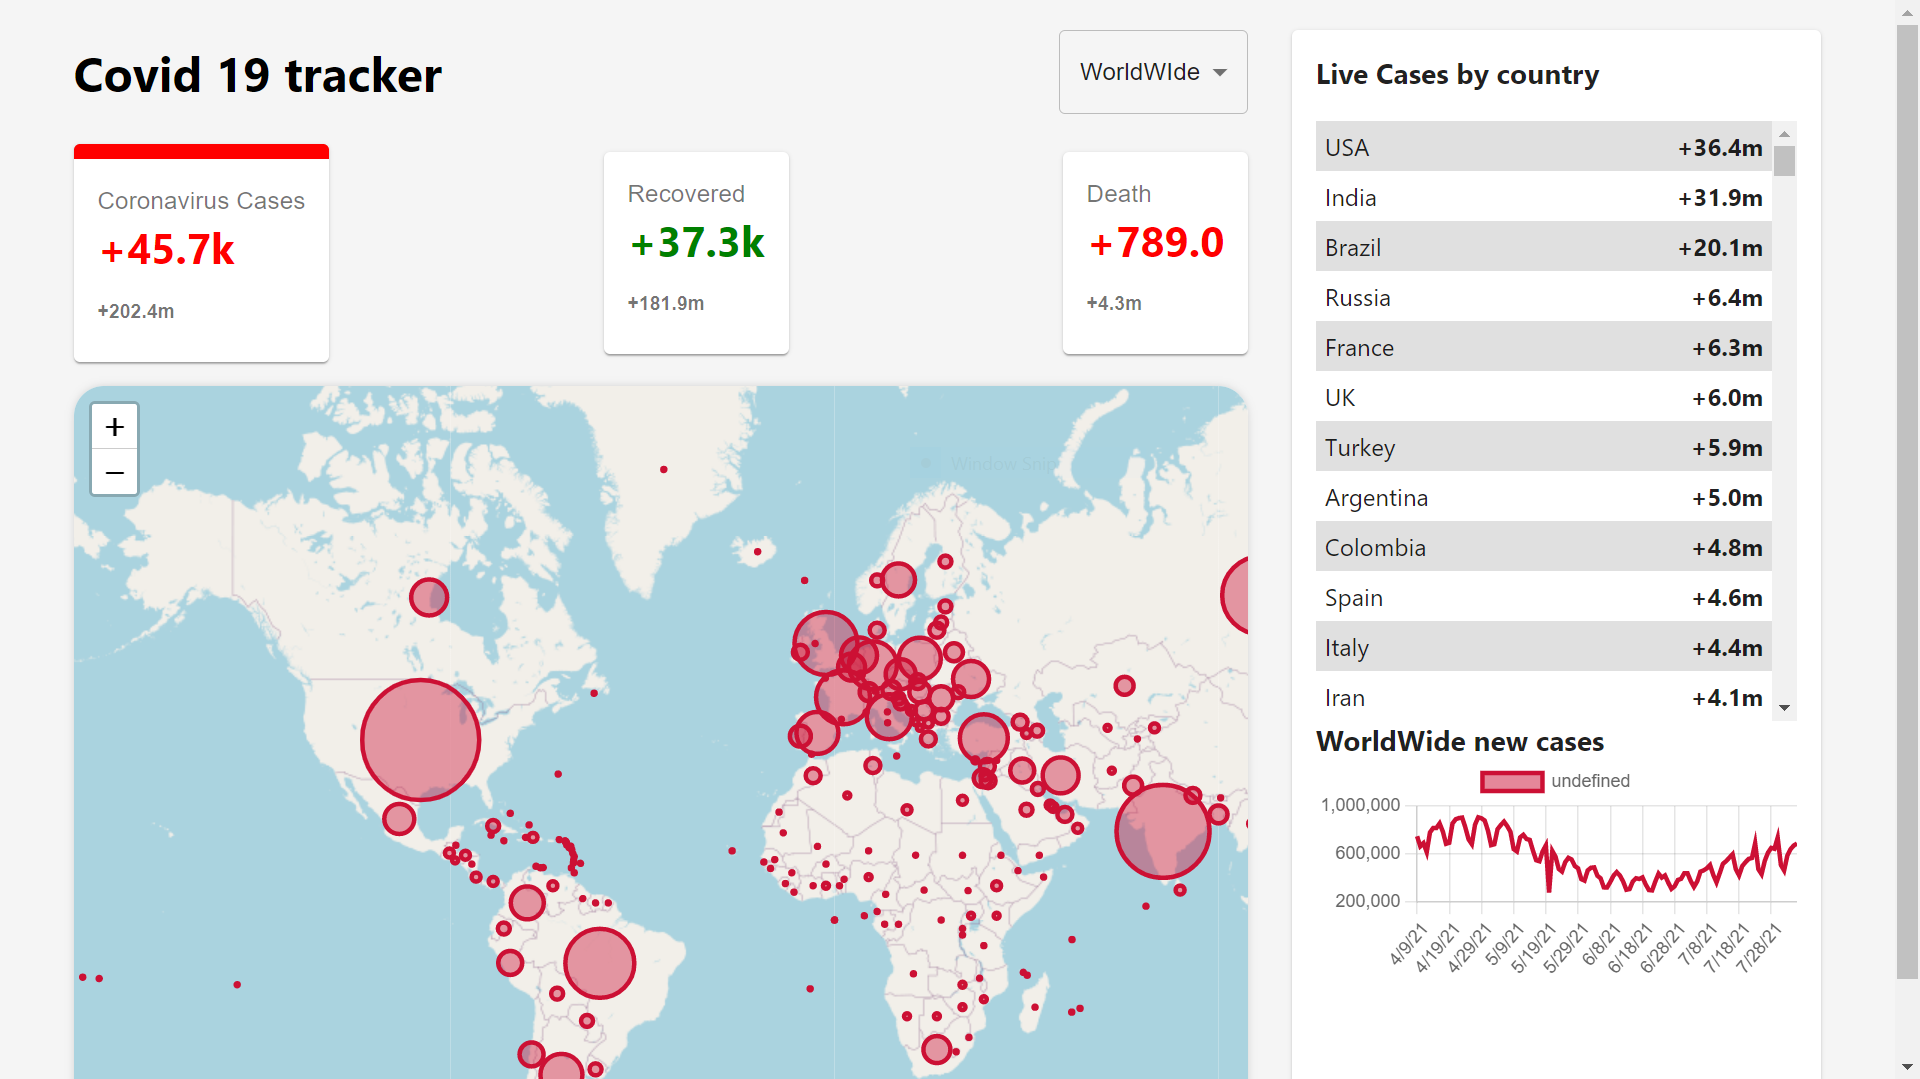 Covid 19 tracker
WorldWIde
Coronavirus Cases
+45.7k
+202.4m
Recovered
+37.3k
+181.9m
Death
+789.0
+4.3m
+
−
Window Snip
Live Cases by country
USA +36.4m
India +31.9m
Brazil +20.1m
Russia +6.4m
France +6.3m
UK +6.0m
Turkey +5.9m
Argentina +5.0m
Colombia +4.8m
Spain +4.6m
Italy +4.4m
Iran +4.1m
WorldWide new cases
undefined
1,000,000
600,000
200,000
4/9/21
4/19/21
4/29/21
5/9/21
5/19/21
5/29/21
6/8/21
6/18/21
6/28/21
7/8/21
7/18/21
7/28/21